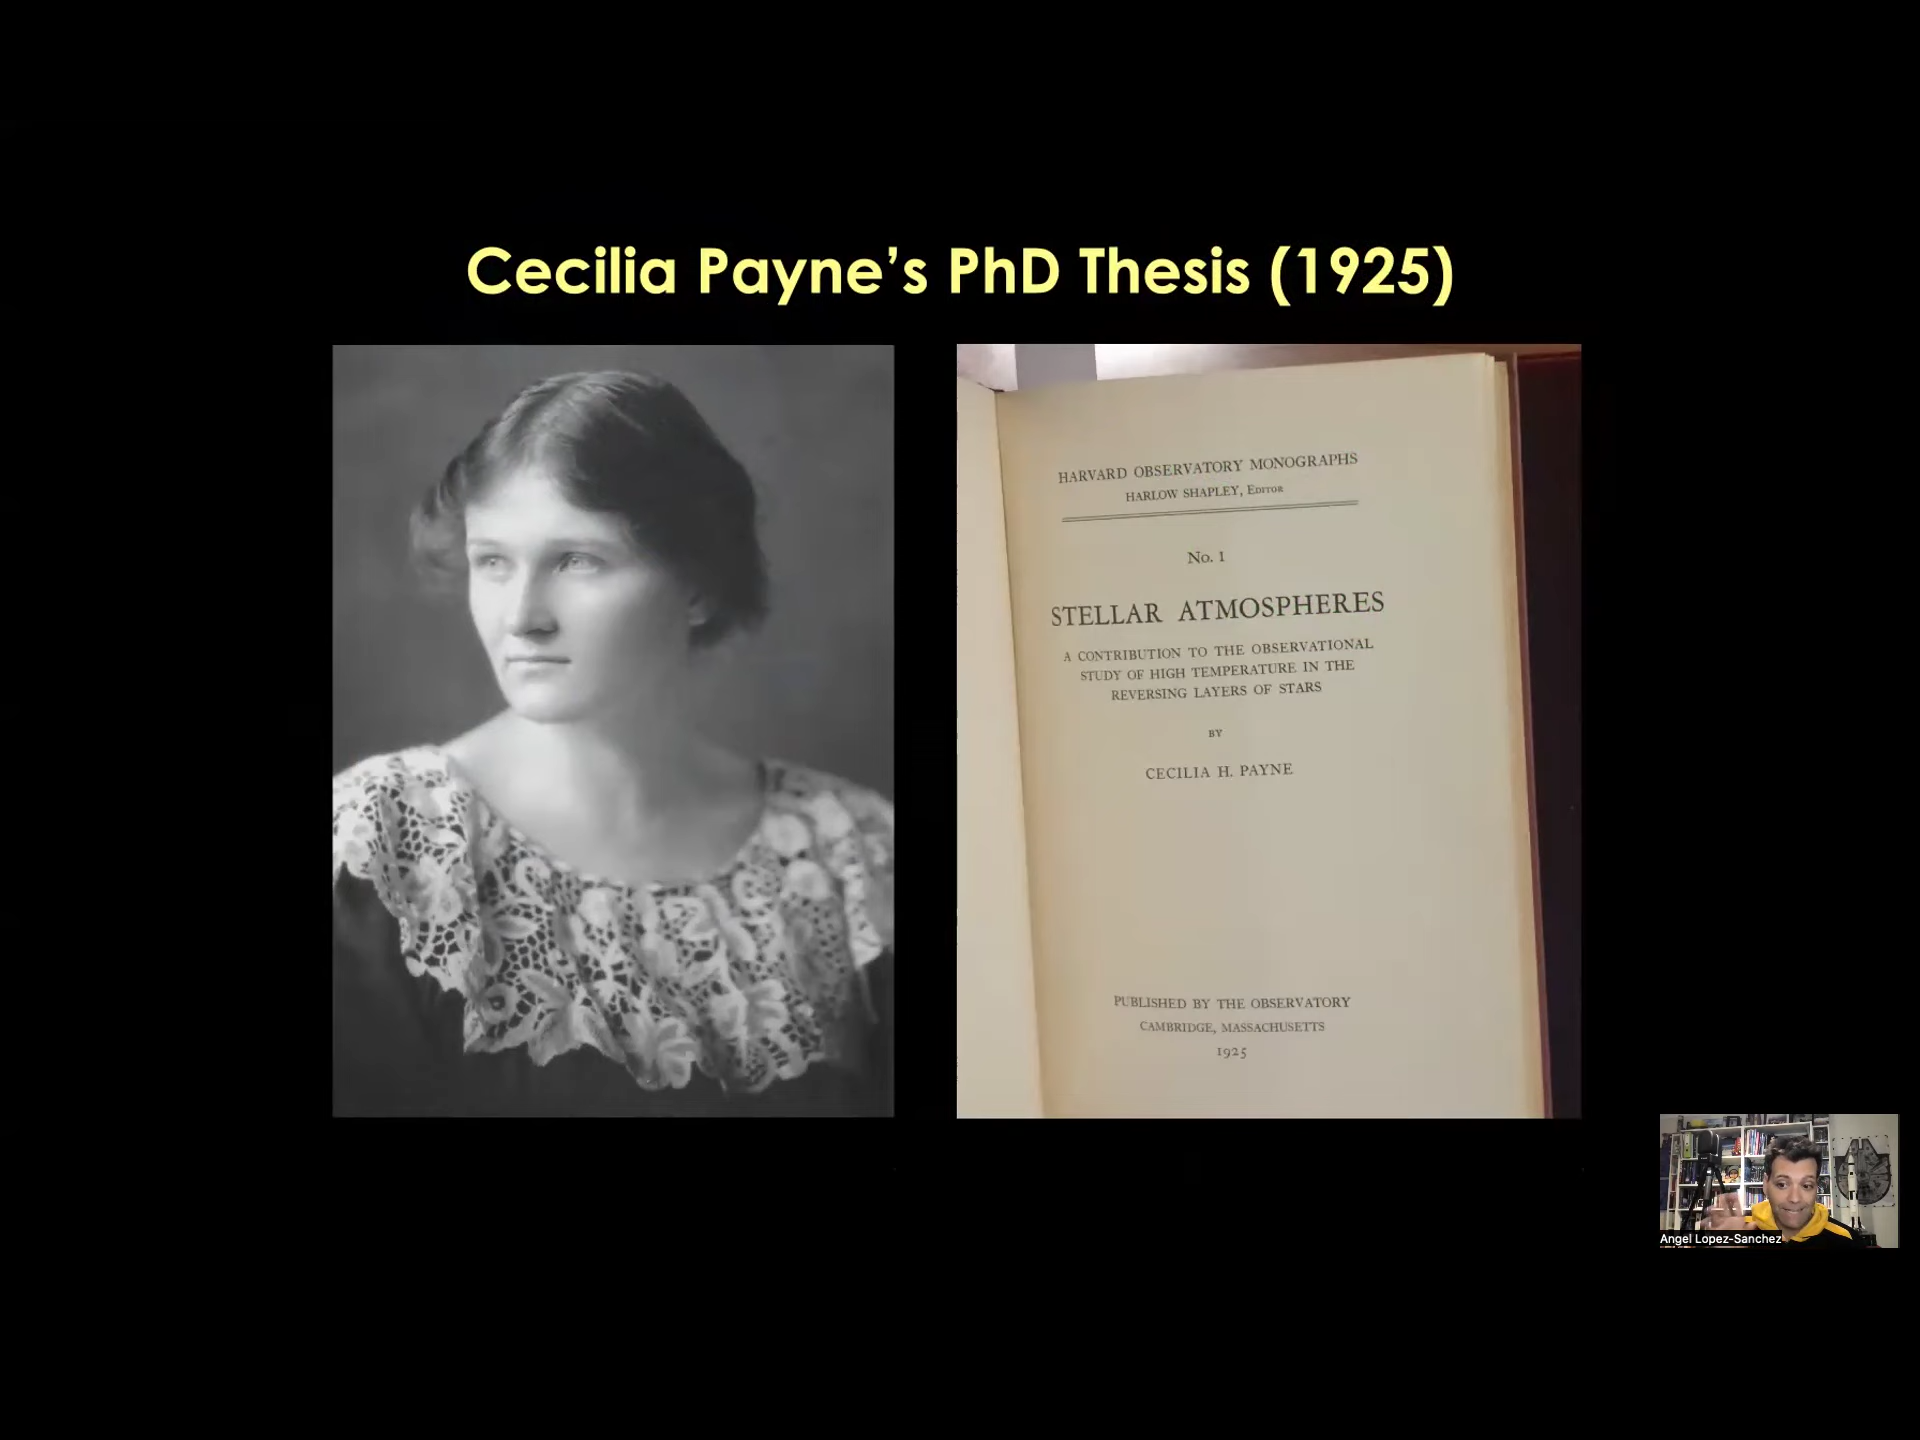 Cecilia Payne’s PhD Thesis (1925)
HARVARD OBSERVATORY MONOGRAPHS
HARLOW SHAPLEY, EDITOR
No. 1
STELLAR ATMOSPHERES
A CONTRIBUTION TO THE OBSERVATIONAL
STUDY OF HIGH TEMPERATURE IN THE
REVERSING LAYERS OF STARS
BY
CECILIA H. PAYNE
PUBLISHED BY THE OBSERVATORY
CAMBRIDGE, MASSACHUSETTS
1925
Angel Lopez-Sanchez